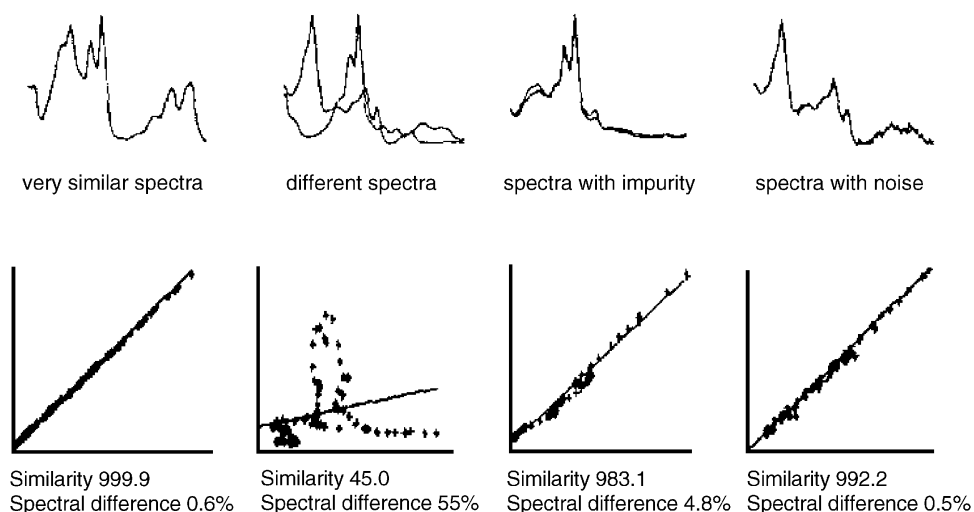 very similar spectra
different spectra
spectra with impurity
spectra with noise
Similarity 999.9
Spectral difference 0.6%
Similarity 45.0
Spectral difference 55%
Similarity 983.1
Spectral difference 4.8%
Similarity 992.2
Spectral difference 0.5%